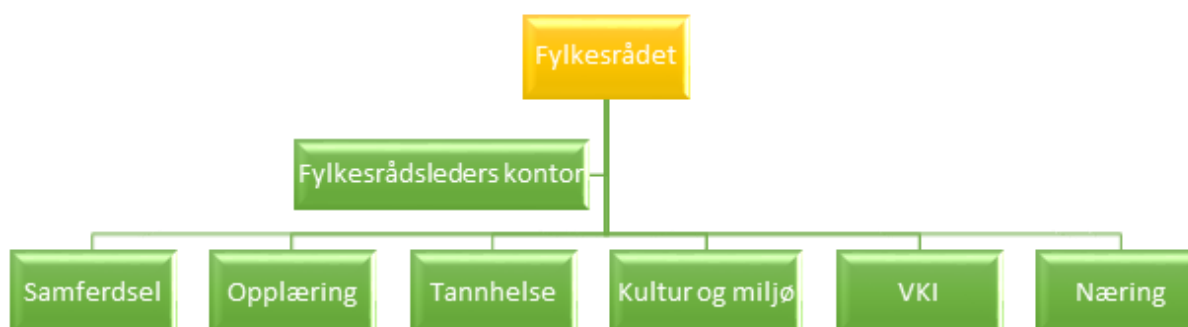 Fylkesrådet
Fylkesrådsleders kontor
Samferdsel
Opplæring
Tannhelse
Kultur og miljø
VKI
Næring